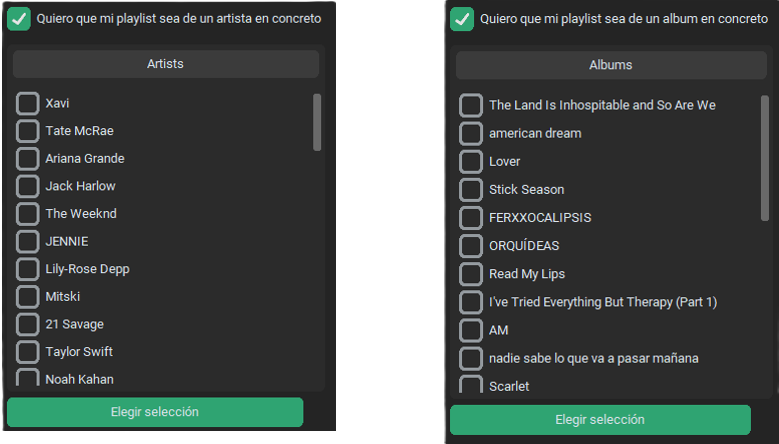 Quiero que mi playlist sea de un artista en concreto
Artists
Xavi
Tate McRae
Ariana Grande
Jack Harlow
The Weeknd
JENNIE
Lily-Rose Depp
Mitski
21 Savage
Taylor Swift
Noah Kahan
Elegir selección
Quiero que mi playlist sea de un album en concreto
Albums
The Land Is Inhospitable and So Are We
american dream
Lover
Stick Season
FERXXOCALIPSIS
ORQUÍDEAS
Read My Lips
I've Tried Everything But Therapy (Part 1)
AM
nadie sabe lo que va a pasar mañana
Scarlet
Elegir selección